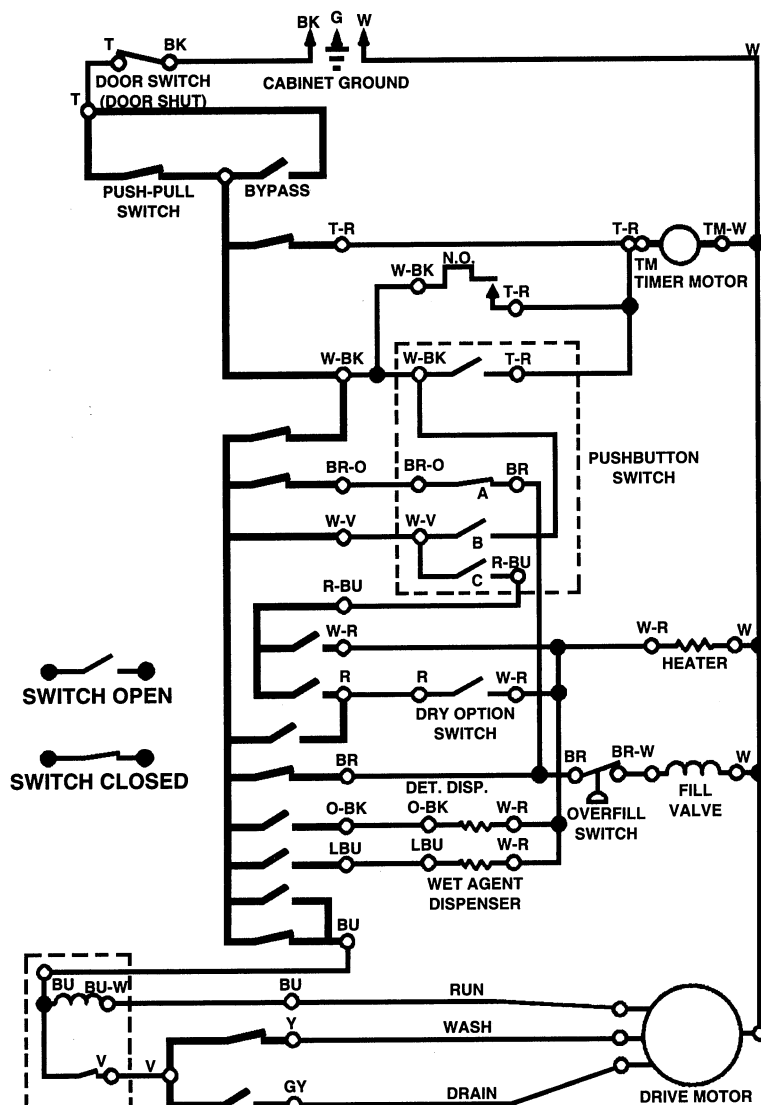 BK G W
T BK
W
DOOR SWITCH
(DOOR SHUT)
CABINET GROUND
T
PUSH-PULL
SWITCH
BYPASS
T-R
T-R
TM-W
TM
TIMER MOTOR
N.O.
W-BK
T-R
W-BK
W-BK
T-R
PUSHBUTTON
SWITCH
BR-O
BR-O
BR
A
W-V
W-V
B
R-BU
C
R-BU
W-R
W-R
W
HEATER
R
R
W-R
DRY OPTION
SWITCH
SWITCH OPEN
SWITCH CLOSED
BR
DET. DISP.
BR
BR-W
W
FILL
VALVE
OVERFILL
SWITCH
O-BK
O-BK
W-R
LBU
LBU
W-R
WET AGENT
DISPENSER
BU
BU
BU-W
BU
RUN
Y
WASH
V
V
GY
DRAIN
DRIVE MOTOR